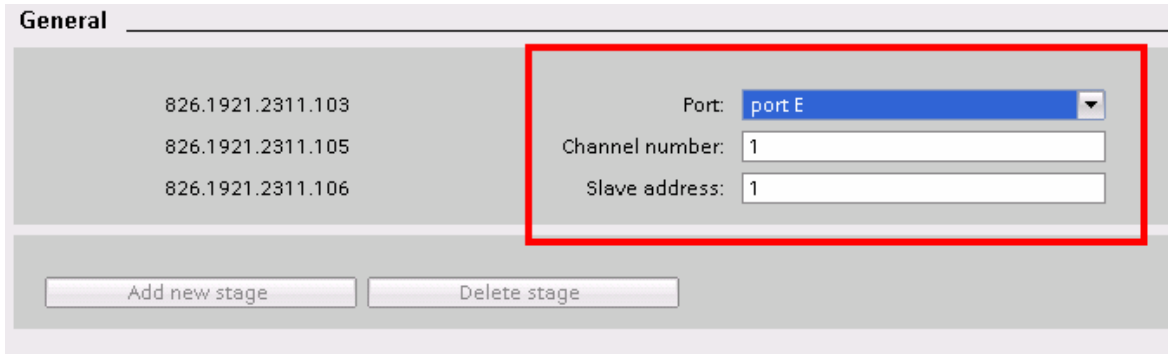 General
826.1921.2311.103 Port: port E
826.1921.2311.105 Channel number: 1
826.1921.2311.106 Slave address: 1
Add new stage Delete stage